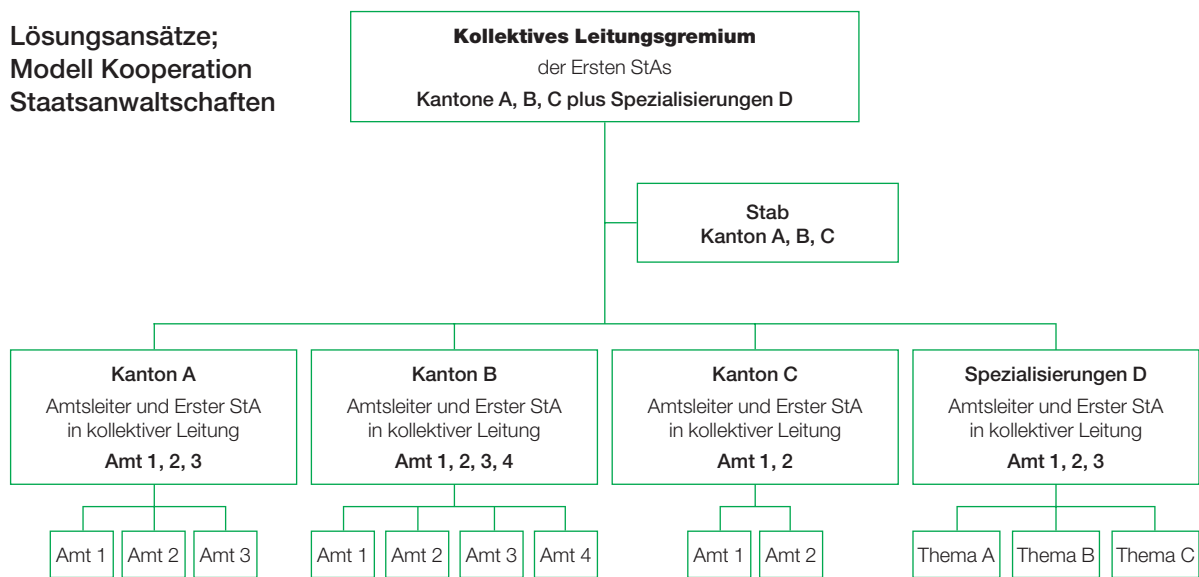 Lösungsansätze;
Modell Kooperation
Staatsanwaltschaften
Kollektives Leitungsgremium
der Ersten StAs
Kantone A, B, C plus Spezialisierungen D
Stab
Kanton A, B, C
Kanton A
Amtsleiter und Erster StA
in kollektiver Leitung
Amt 1, 2, 3
Kanton B
Amtsleiter und Erster StA
in kollektiver Leitung
Amt 1, 2, 3, 4
Kanton C
Amtsleiter und Erster StA
in kollektiver Leitung
Amt 1, 2
Spezialisierungen D
Amtsleiter und Erster StA
in kollektiver Leitung
Amt 1, 2, 3
Amt 1
Amt 2
Amt 3
Amt 1
Amt 2
Amt 3
Amt 4
Amt 1
Amt 2
Thema A
Thema B
Thema C